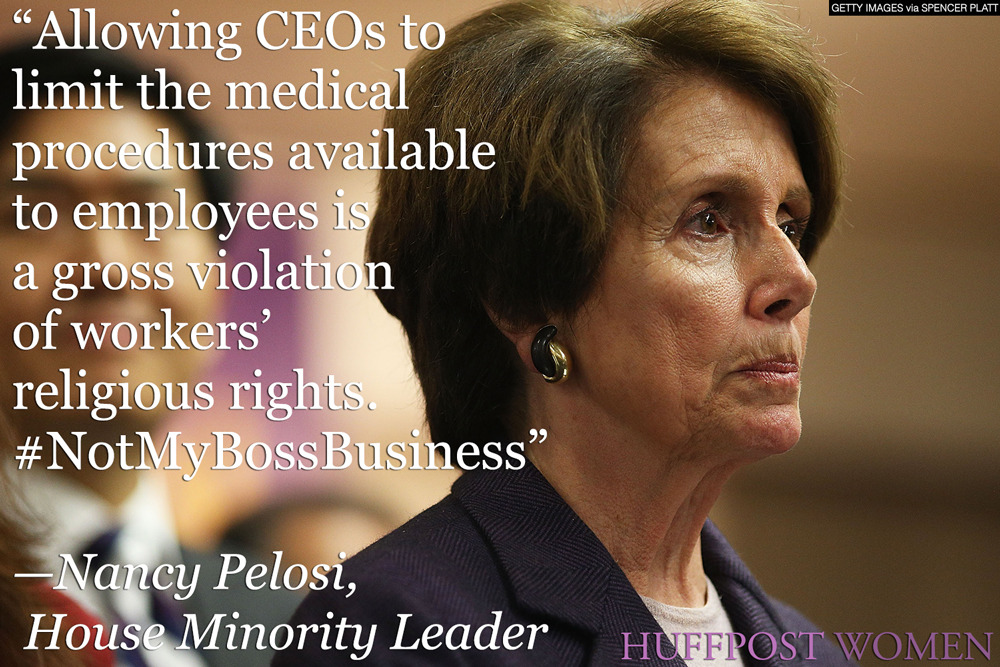 GETTY IMAGES via SPENCER PLATT
“Allowing CEOs to
limit the medical
procedures available
to employees is
a gross violation
of workers’
religious rights.
#NotMyBossBusiness”
—Nancy Pelosi,
House Minority Leader
HUFFPOST WOMEN